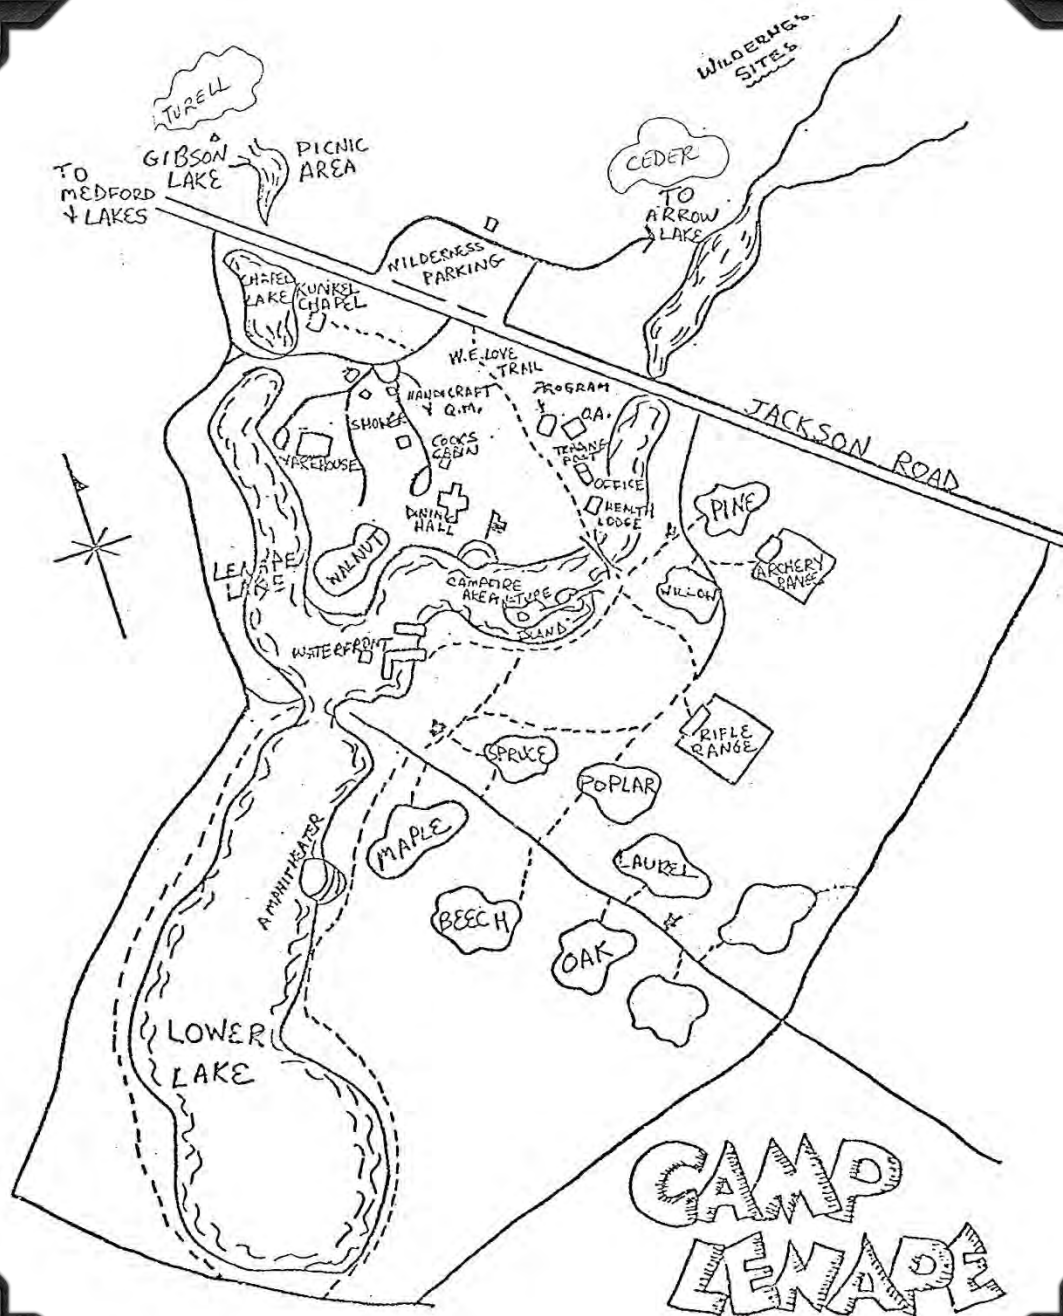 WILDERNES
SITES
TURELL
GIBSON
LAKE
PICNIC
AREA
TO
MEDFORD
& LAKES
CEDER
TO
ARROW
LAKE
WILDERNESS
PARKING
CHAPEL
LAKE
KUNKEL
CHAPEL
W.E. LOVE
TRAIL
HANDICRAFT
& Q.M.
PROGRAM
O.A.
SHOWER
COOKS
CABIN
TRADING
POST
OFFICE
HEALTH
LODGE
DINING
HALL
JACKSON ROAD
PINE
ARCHERY
RANGE
WILLOW
WALNUT
LENAPE
LAKE
CAMPFIRE
AREA
NATURE
ISLAND
WATERFRONT
RIFLE
RANGE
SPRUCE
POPLAR
MAPLE
LAUREL
AMPHITHEATER
BEECH
OAK
LOWER
LAKE
CAMP
LENAPE